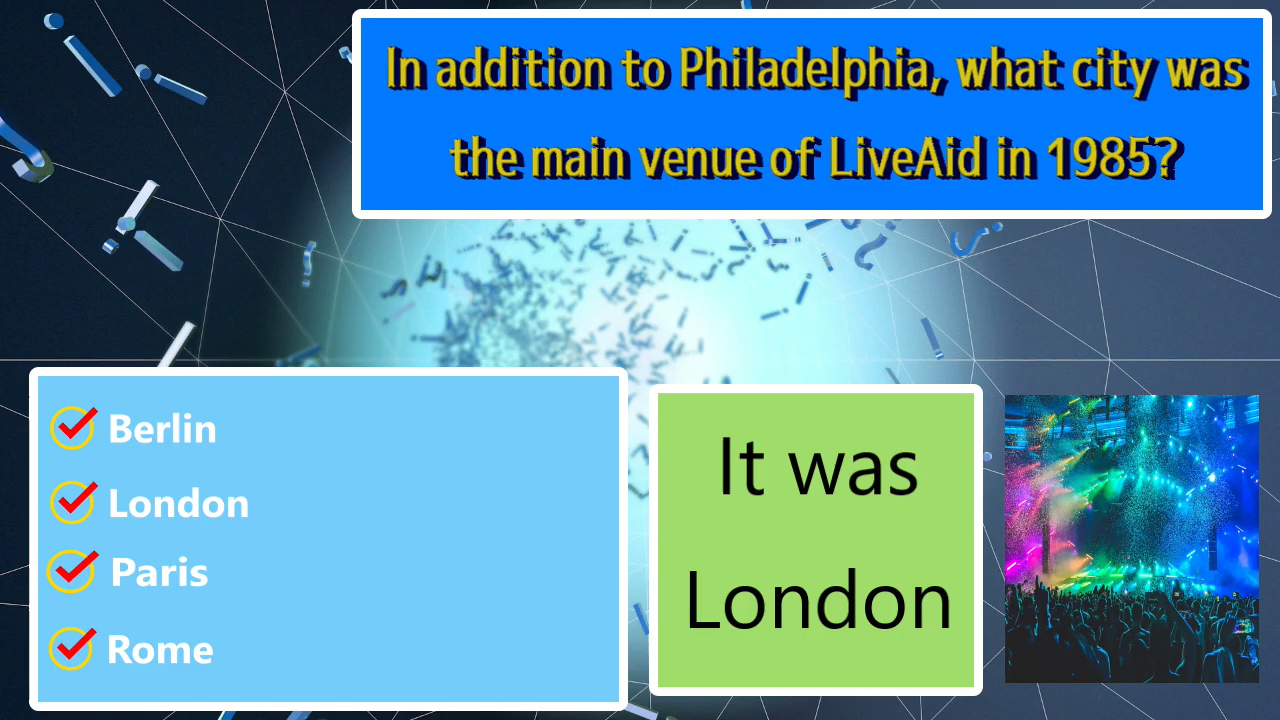 In addition to Philadelphia, what city was
the main venue of LiveAid in 1985?
Berlin
London
Paris
Rome
It was
London